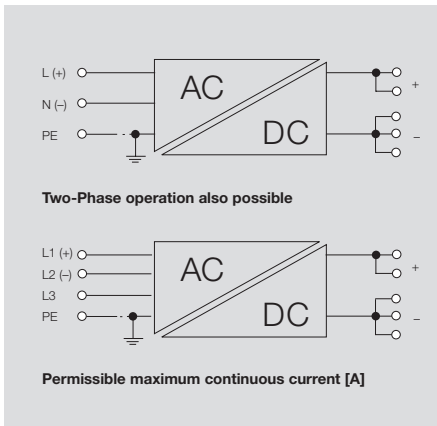 L (+)
AC
+
N (–)
PE
DC
–
Two-Phase operation also possible
L1 (+)
AC
+
L2 (–)
L3
PE
DC
–
Permissible maximum continuous current [A]